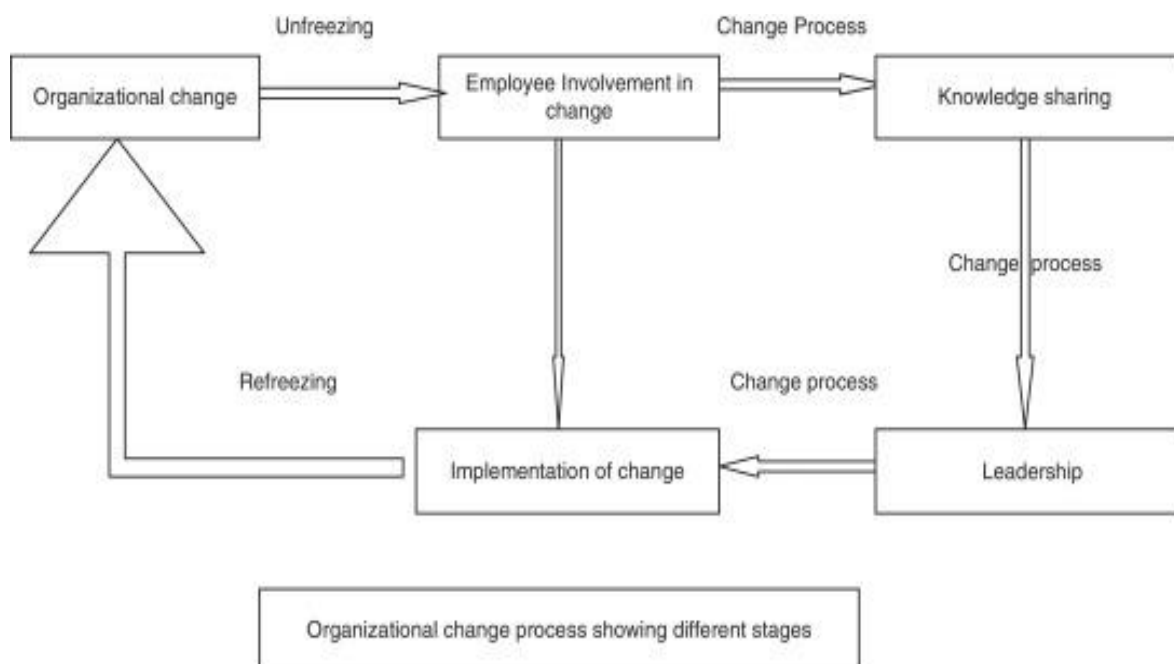 Unfreezing
Change Process
Organizational change
Employee Involvement in
change
Knowledge sharing
Change process
Refreezing
Change process
Implementation of change
Leadership
Organizational change process showing different stages